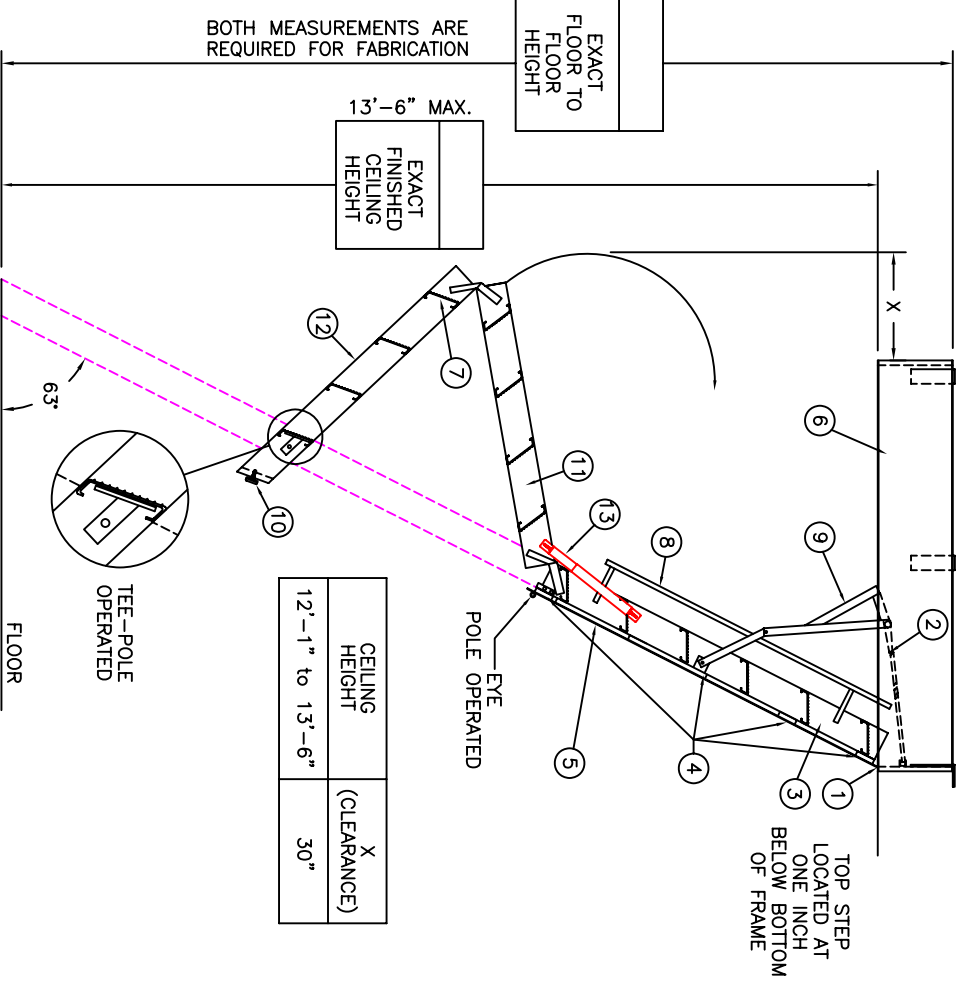 BOTH MEASUREMENTS ARE
REQUIRED FOR FABRICATION
EXACT
FLOOR TO
FLOOR
HEIGHT
13'-6" MAX.
EXACT
FINISHED
CEILING
HEIGHT
X
6
9
2
8
13
11
7
12
10
63°
TEE-POLE
OPERATED
EYE
POLE OPERATED
5
4
3
1
TOP STEP
LOCATED AT
ONE INCH
BELOW BOTTOM
OF FRAME
CEILING
HEIGHT
X
(CLEARANCE)
12'-1" to 13'-6"
30"
FLOOR